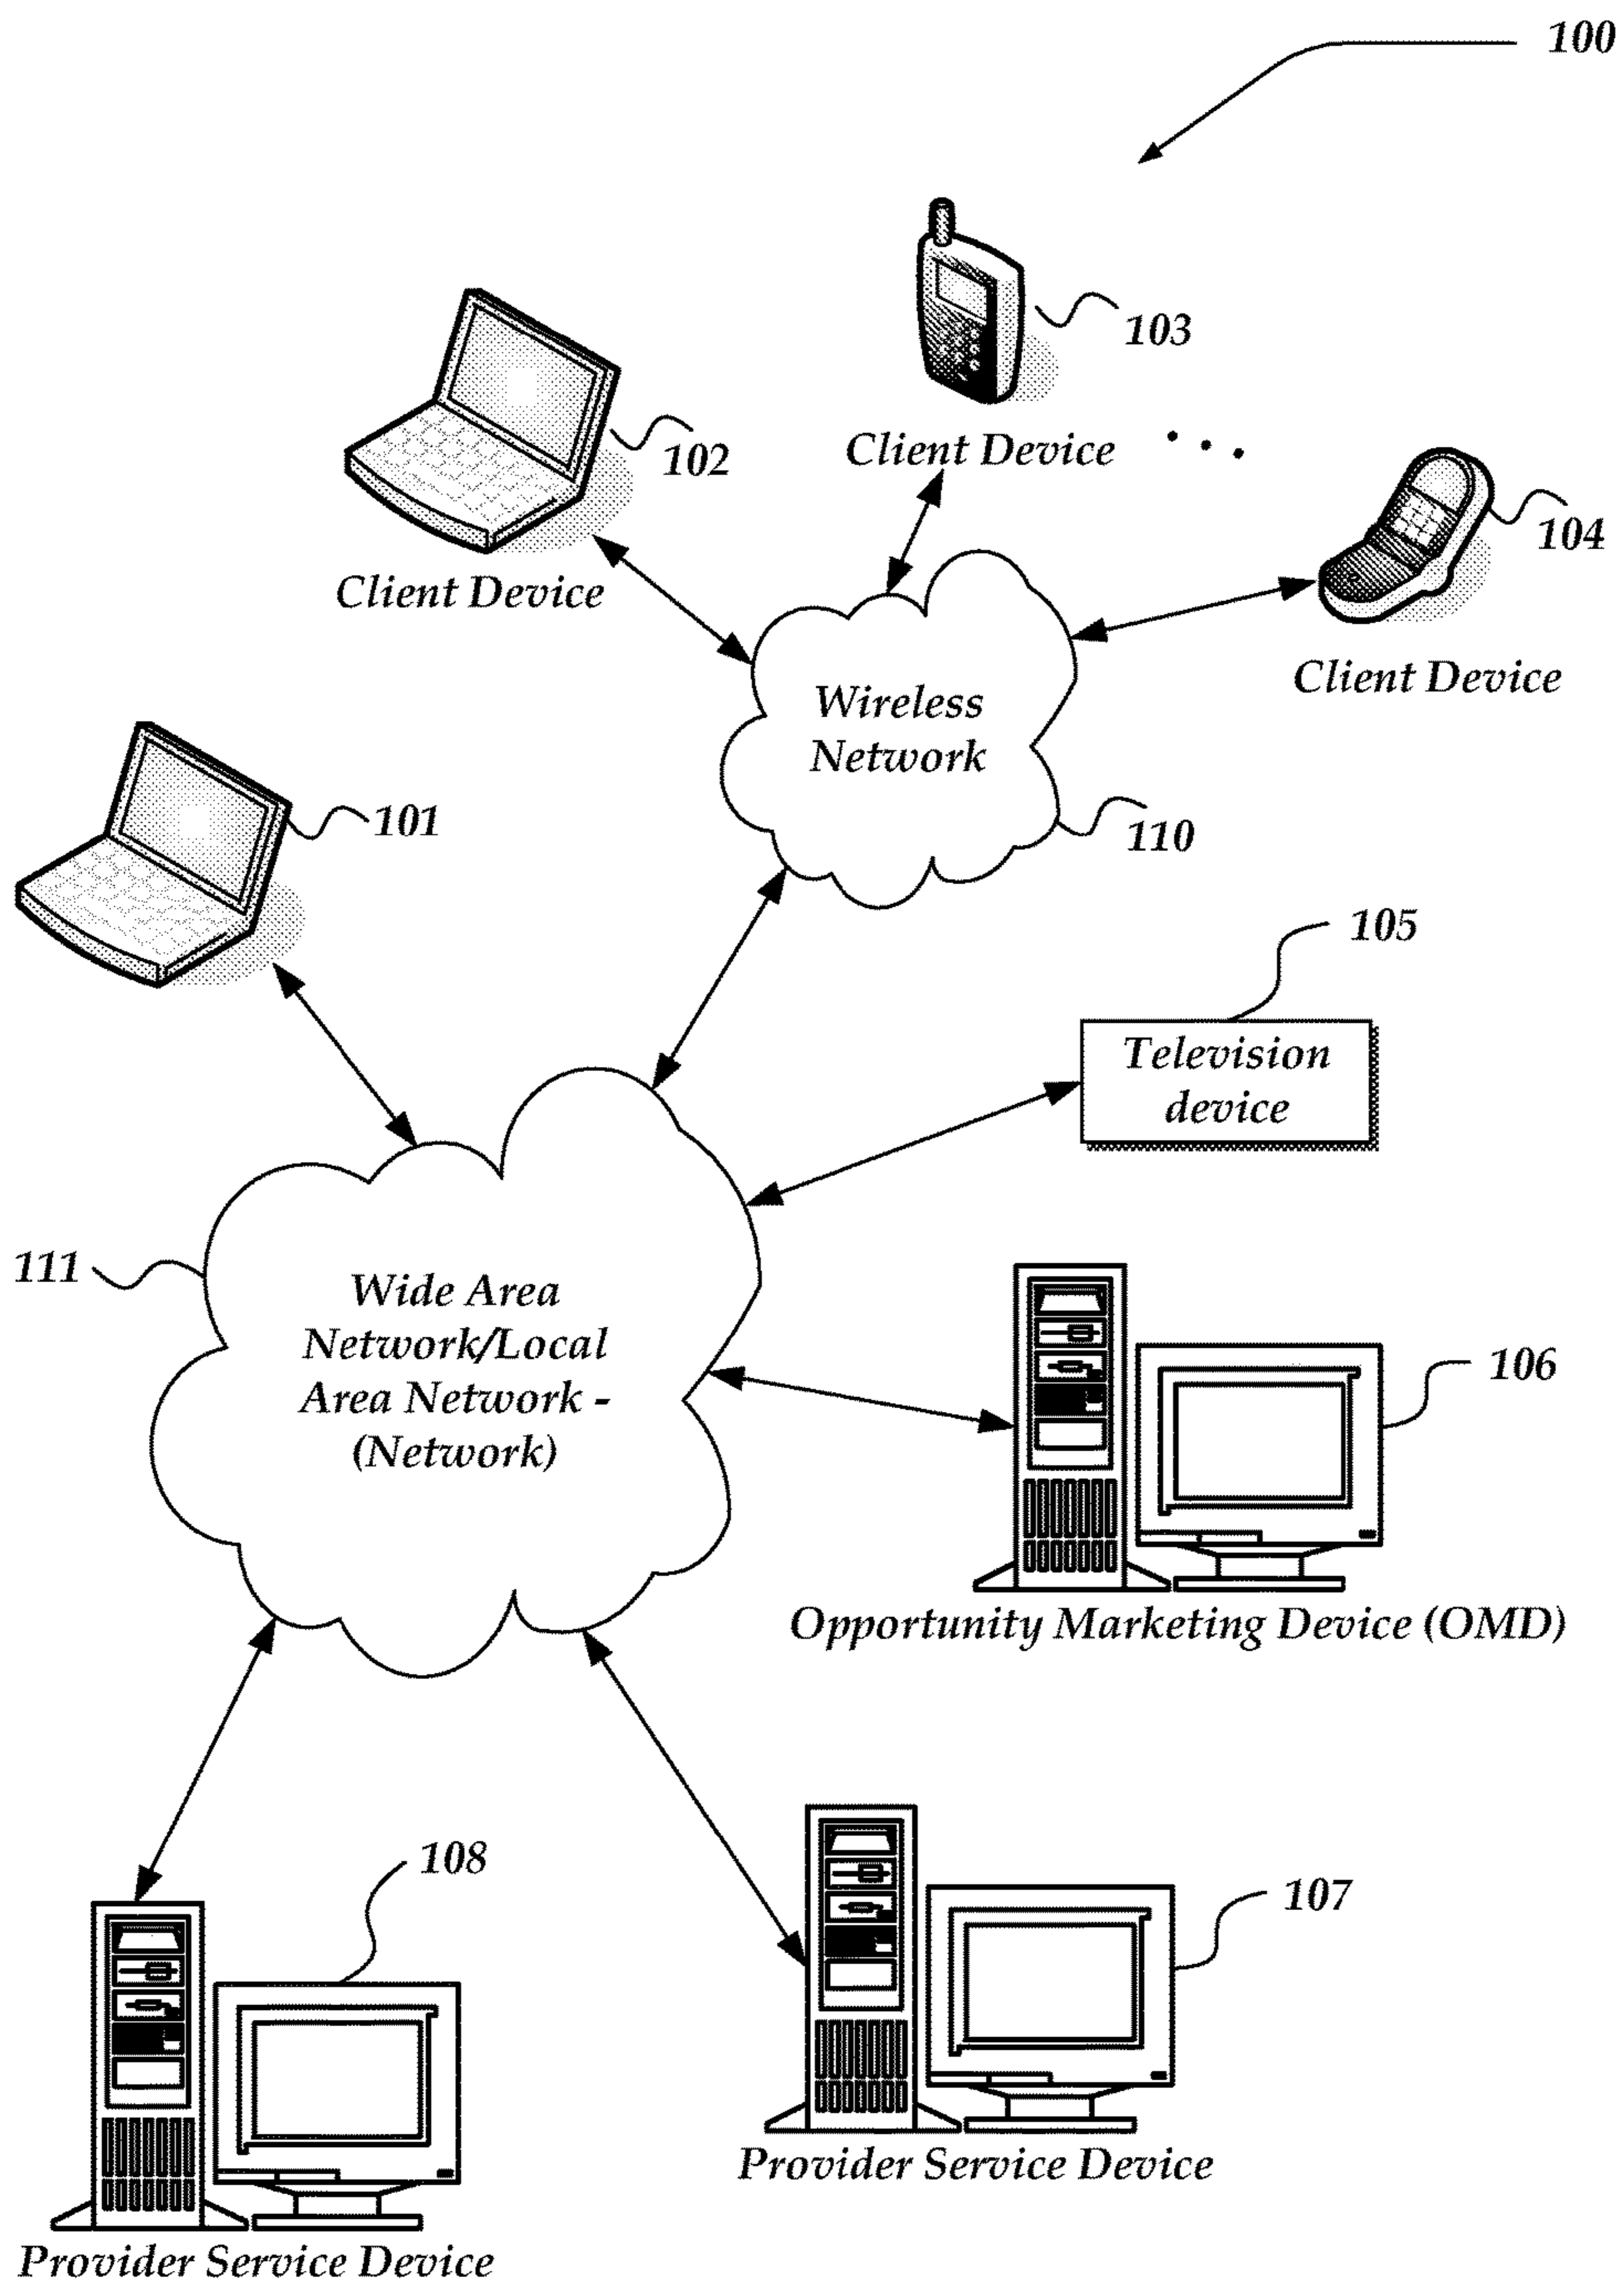 100
103
Client Device
102
Client Device
104
Client Device
Wireless
Network
110
101
105
Television
device
111
Wide Area
Network/Local
Area Network -
(Network)
106
Opportunity Marketing Device (OMD)
108
107
Provider Service Device
Provider Service Device